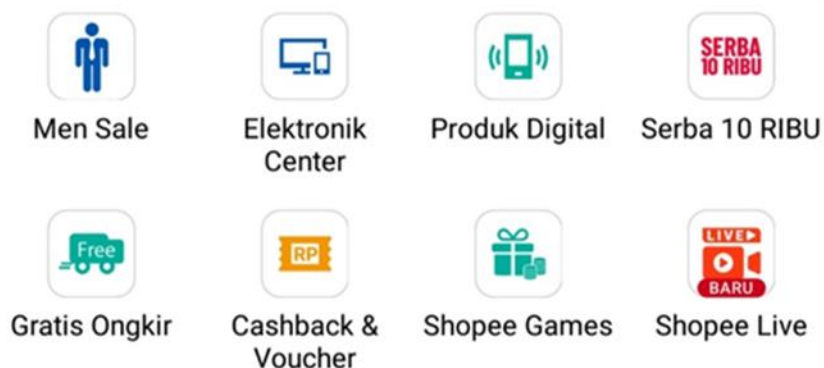 SERBA
10 RIBU
Men Sale
Elektronik
Center
Produk Digital
Serba 10 RIBU
Free
RP
LIVE
BARU
Gratis Ongkir
Cashback &
Voucher
Shopee Games
Shopee Live